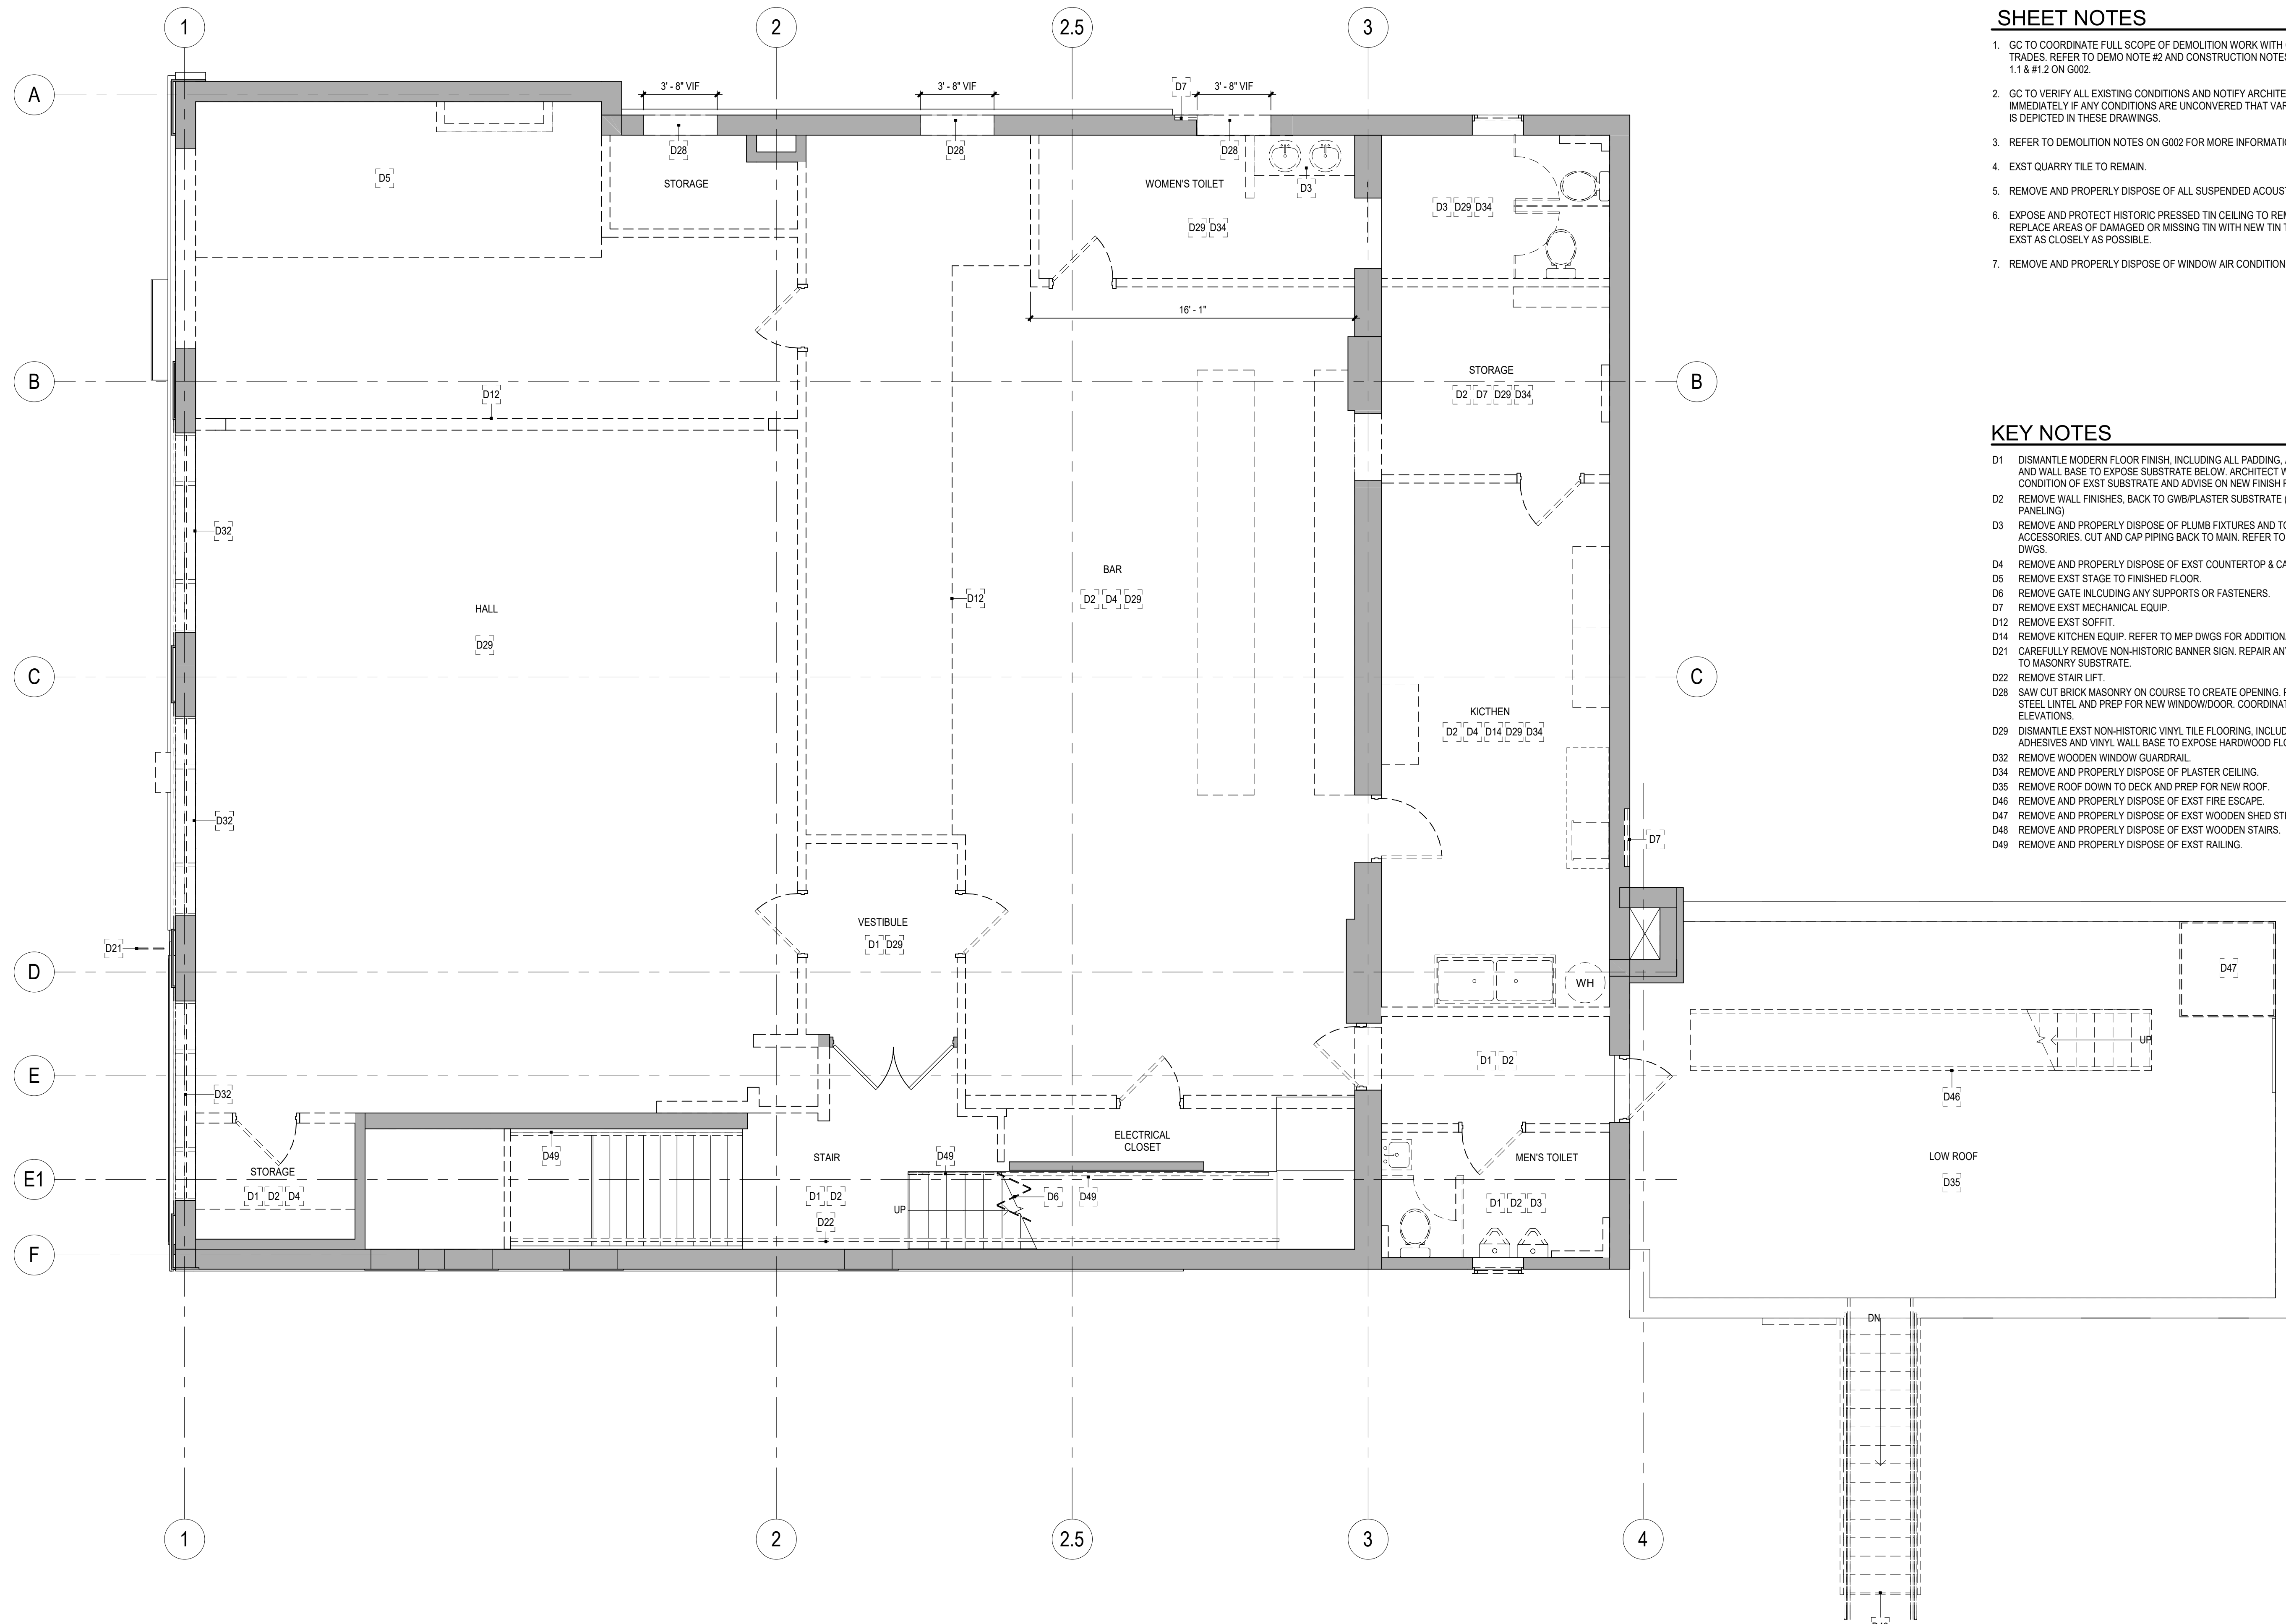 1
2
2.5
3
SHEET NOTES
1. GC TO COORDINATE FULL SCOPE OF DEMOLITION WORK WITH
TRADES. REFER TO DEMO NOTE #2 AND CONSTRUCTION NOTES
1.1 & #1.2 ON G002.
2. GC TO VERIFY ALL EXISTING CONDITIONS AND NOTIFY
IMMEDIATELY IF ANY CONDITIONS ARE UNCONVERED THAT
IS DEPICTED IN THESE DRAWINGS.
3. REFER TO DEMOLITION NOTES ON G002 FOR MORE
4. EXST QUARRY TILE TO REMAIN.
5. REMOVE AND PROPERLY DISPOSE OF ALL SUSPENDED
6. EXPOSE AND PROTECT HISTORIC PRESSED TIN CEILING TO
REPLACE AREAS OF DAMAGED OR MISSING TIN WITH NEW TIN
EXST AS CLOSELY AS POSSIBLE.
7. REMOVE AND PROPERLY DISPOSE OF WINDOW AIR
A
3' - 8" VIF
3' - 8" VIF
D7
3' - 8" VIF
D28
D28
D28
D5
STORAGE
WOMEN'S TOILET
D3
D3 D29 D34
D29 D34
16' - 1"
B
STORAGE
B
D12
D2 D7 D29 D34
KEY NOTES
D1 DISMANTLE MODERN FLOOR FINISH, INCLUDING ALL PADDING,
AND WALL BASE TO EXPOSE SUBSTRATE BELOW. ARCHITECT
CONDITION OF EXST SUBSTRATE AND ADVISE ON NEW FINISH
D2 REMOVE WALL FINISHES, BACK TO GWB/PLASTER SUBSTRATE
PANELING)
D3 REMOVE AND PROPERLY DISPOSE OF PLUMB FIXTURES AND
ACCESSORIES. CUT AND CAP PIPING BACK TO MAIN. REFER TO
DWGS.
D4 REMOVE AND PROPERLY DISPOSE OF EXST COUNTERTOP &
D5 REMOVE EXST STAGE TO FINISHED FLOOR.
D6 REMOVE GATE INLCUDING ANY SUPPORTS OR FASTENERS.
D7 REMOVE EXST MECHANICAL EQUIP.
D12 REMOVE EXST SOFFIT.
D14 REMOVE KITCHEN EQUIP. REFER TO MEP DWGS FOR
D21 CAREFULLY REMOVE NON-HISTORIC BANNER SIGN. REPAIR
TO MASONRY SUBSTRATE.
D22 REMOVE STAIR LIFT.
D28 SAW CUT BRICK MASONRY ON COURSE TO CREATE OPENING.
STEEL LINTEL AND PREP FOR NEW WINDOW/DOOR.
ELEVATIONS.
D29 DISMANTLE EXST NON-HISTORIC VINYL TILE FLOORING,
ADHESIVES AND VINYL WALL BASE TO EXPOSE HARDWOOD
D32 REMOVE WOODEN WINDOW GUARDRAIL.
D34 REMOVE AND PROPERLY DISPOSE OF PLASTER CEILING.
D35 REMOVE ROOF DOWN TO DECK AND PREP FOR NEW ROOF.
D46 REMOVE AND PROPERLY DISPOSE OF EXST FIRE ESCAPE.
D47 REMOVE AND PROPERLY DISPOSE OF EXST WOODEN SHED
D48 REMOVE AND PROPERLY DISPOSE OF EXST WOODEN STAIRS.
D49 REMOVE AND PROPERLY DISPOSE OF EXST RAILING.
D32
BAR
D12
D2 D4 D29
HALL
D29
C
C
KICTHEN
D2 D4 D14 D29 D34
D32
D7
VESTIBULE
D1 D29
D21
D
WH
D47
UP
E
D1 D2
D32
D46
ELECTRICAL
CLOSET
D49
STAIR
D49
MEN'S TOILET
LOW ROOF
STORAGE
E1
D1 D2 D4
D1 D2
D6
D49
D35
UP
D22
D1 D2 D3
F
DN
1
2
2.5
3
4